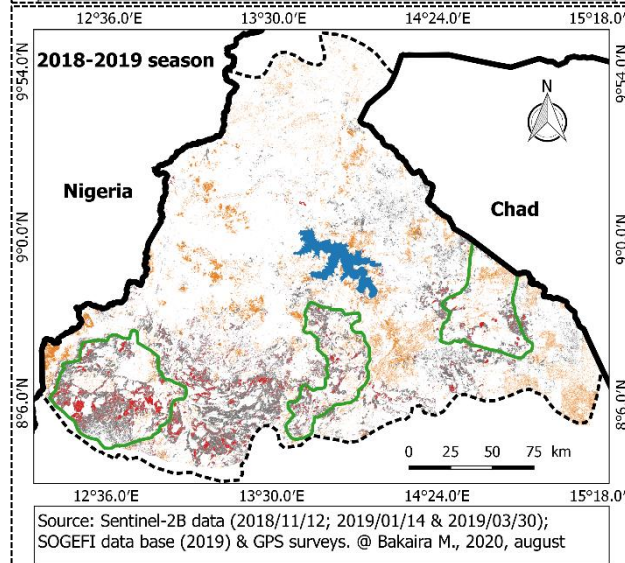 12°36.0'E 13°30.0'E 14°24.0'E 15°18.0'E
2018-2019 season
9°54.0'N 9°54.0'N
N
Nigeria
Chad
9°0.0'N 9°0.0'N
8°6.0'N 8°6.0'N
0 25 50 75 km
12°36.0'E 13°30.0'E 14°24.0'E 15°18.0'E
Source: Sentinel-2B data (2018/11/12; 2019/01/14 & 2019/03/30);
SOGEFI data base (2019) & GPS surveys. @ Bakaira M., 2020, august